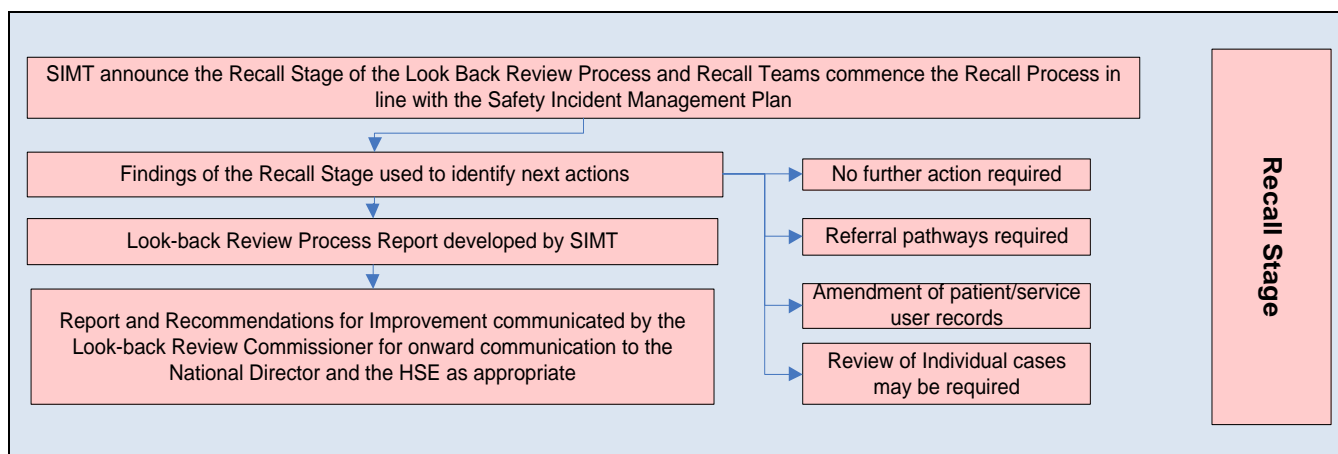 SIMT announce the Recall Stage of the Look Back Review Process and Recall Teams commence the Recall Process in
line with the Safety Incident Management Plan
Findings of the Recall Stage used to identify next actions
No further action required
Look-back Review Process Report developed by SIMT
Referral pathways required
Report and Recommendations for Improvement communicated by the
Look-back Review Commissioner for onward communication to the
National Director and the HSE as appropriate
Amendment of patient/service
user records
Review of Individual cases
may be required
Recall Stage